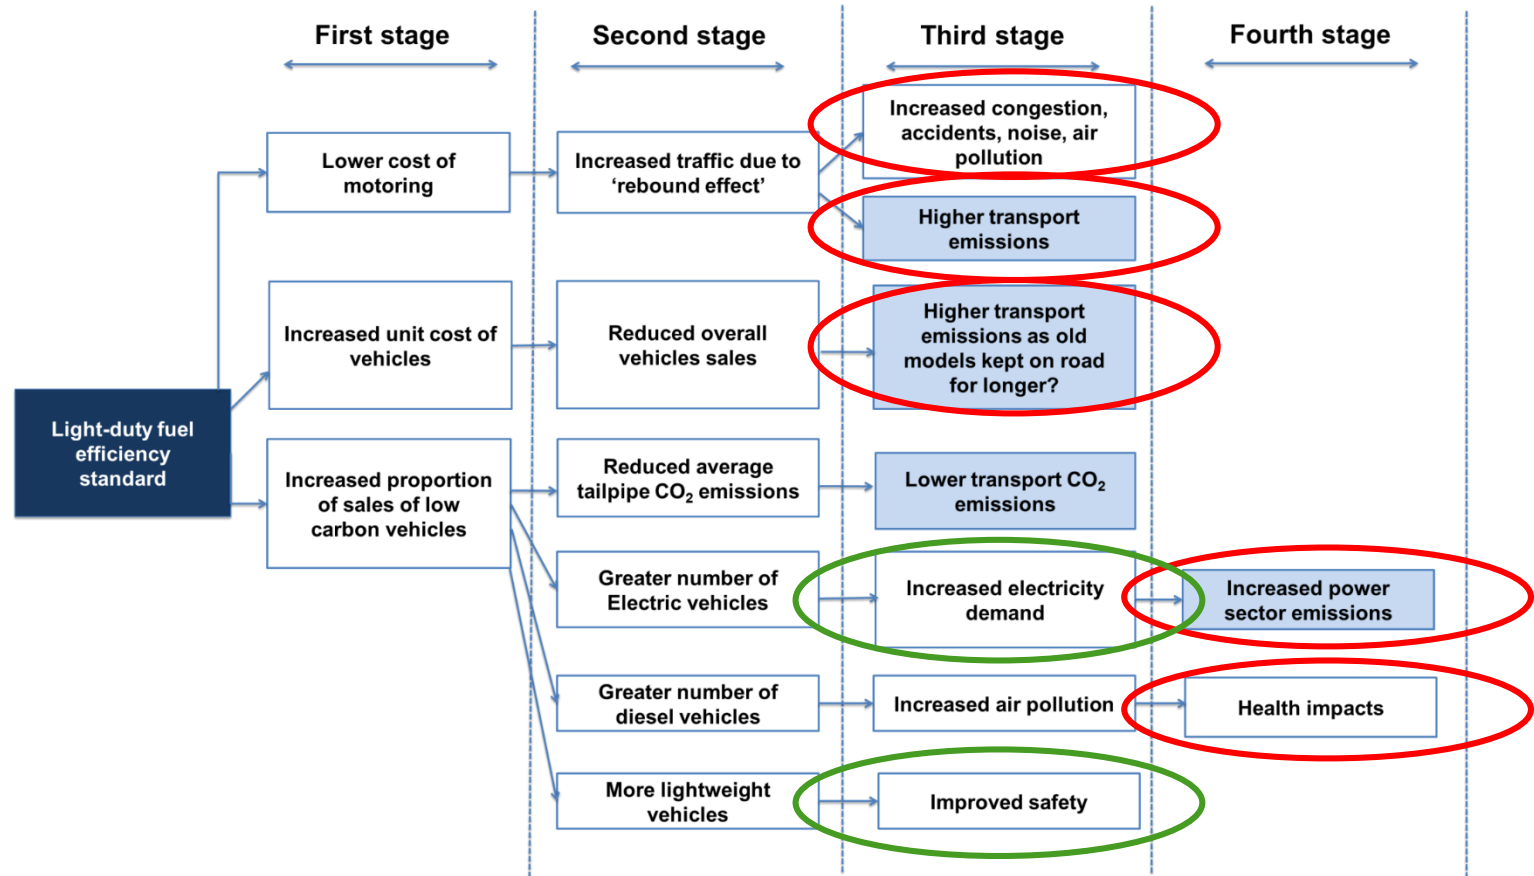 First stage
Second stage
Third stage
Fourth stage
Light-duty fuel
efficiency
standard
Lower cost of
motoring
Increased traffic due to
‘rebound effect’
Increased congestion,
accidents, noise, air
pollution
Higher transport
emissions
Increased unit cost of
vehicles
Reduced overall
vehicles sales
Higher transport
emissions as old
models kept on road
for longer?
Increased proportion
of sales of low
carbon vehicles
Reduced average
tailpipe CO₂ emissions
Lower transport CO₂
emissions
Greater number of
Electric vehicles
Increased electricity
demand
Increased power
sector emissions
Greater number of
diesel vehicles
Increased air pollution
Health impacts
More lightweight
vehicles
Improved safety